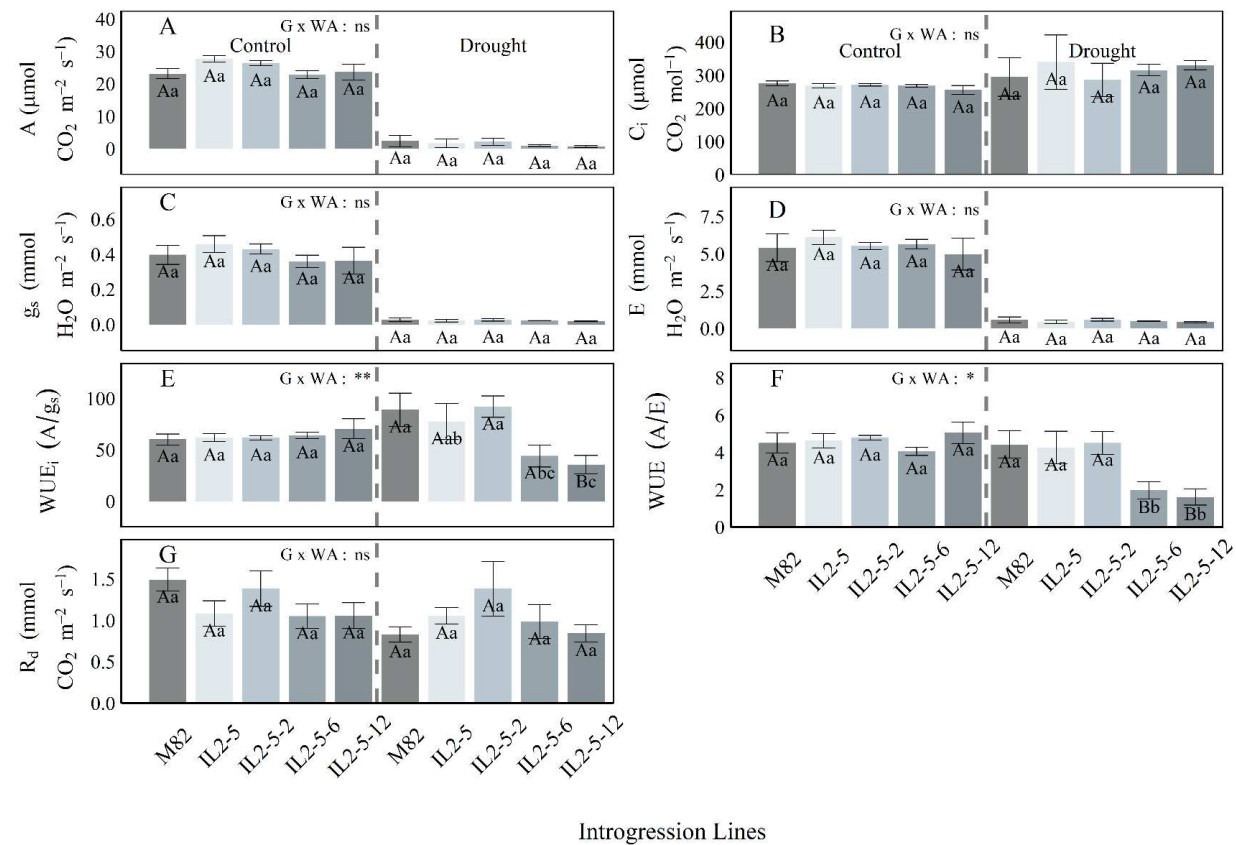 A
G x WA : ns
Control
Drought
A (μmol
CO₂ m⁻² s⁻¹)
40
30
20
10
0
Aa Aa Aa Aa Aa Aa Aa Aa Aa Aa
B
G x WA : ns
Control
Drought
Cᵢ (μmol
CO₂ mol⁻¹)
400
300
200
100
0
Aa Aa Aa Aa Aa Aa Aa Aa Aa Aa
C
G x WA : ns
gₛ (mmol
H₂O m⁻² s⁻¹)
0.6
0.4
0.2
0.0
Aa Aa Aa Aa Aa Aa Aa Aa Aa Aa
D
G x WA : ns
E (mmol
H₂O m⁻² s⁻¹)
7.5
5.0
2.5
0.0
Aa Aa Aa Aa Aa Aa Aa Aa Aa Aa
E
G x WA : **
WUEᵢ (A/gₛ)
100
50
0
Aa Aa Aa Aa Aa Aa Aab Aa Abc Bc
F
G x WA : *
WUE (A/E)
8
6
4
2
0
Aa Aa Aa Aa Aa Aa Aa Aa Bb Bb
M82 IL2-5 IL2-5-2 IL2-5-6 IL2-5-12 M82 IL2-5 IL2-5-2 IL2-5-6 IL2-5-12
G
G x WA : ns
R_d (mmol
CO₂ m⁻² s⁻¹)
1.5
1.0
0.5
0.0
Aa Aa Aa Aa Aa Aa Aa Aa Aa Aa
M82 IL2-5 IL2-5-2 IL2-5-6 IL2-5-12 M82 IL2-5 IL2-5-2 IL2-5-6 IL2-5-12
Introgression Lines